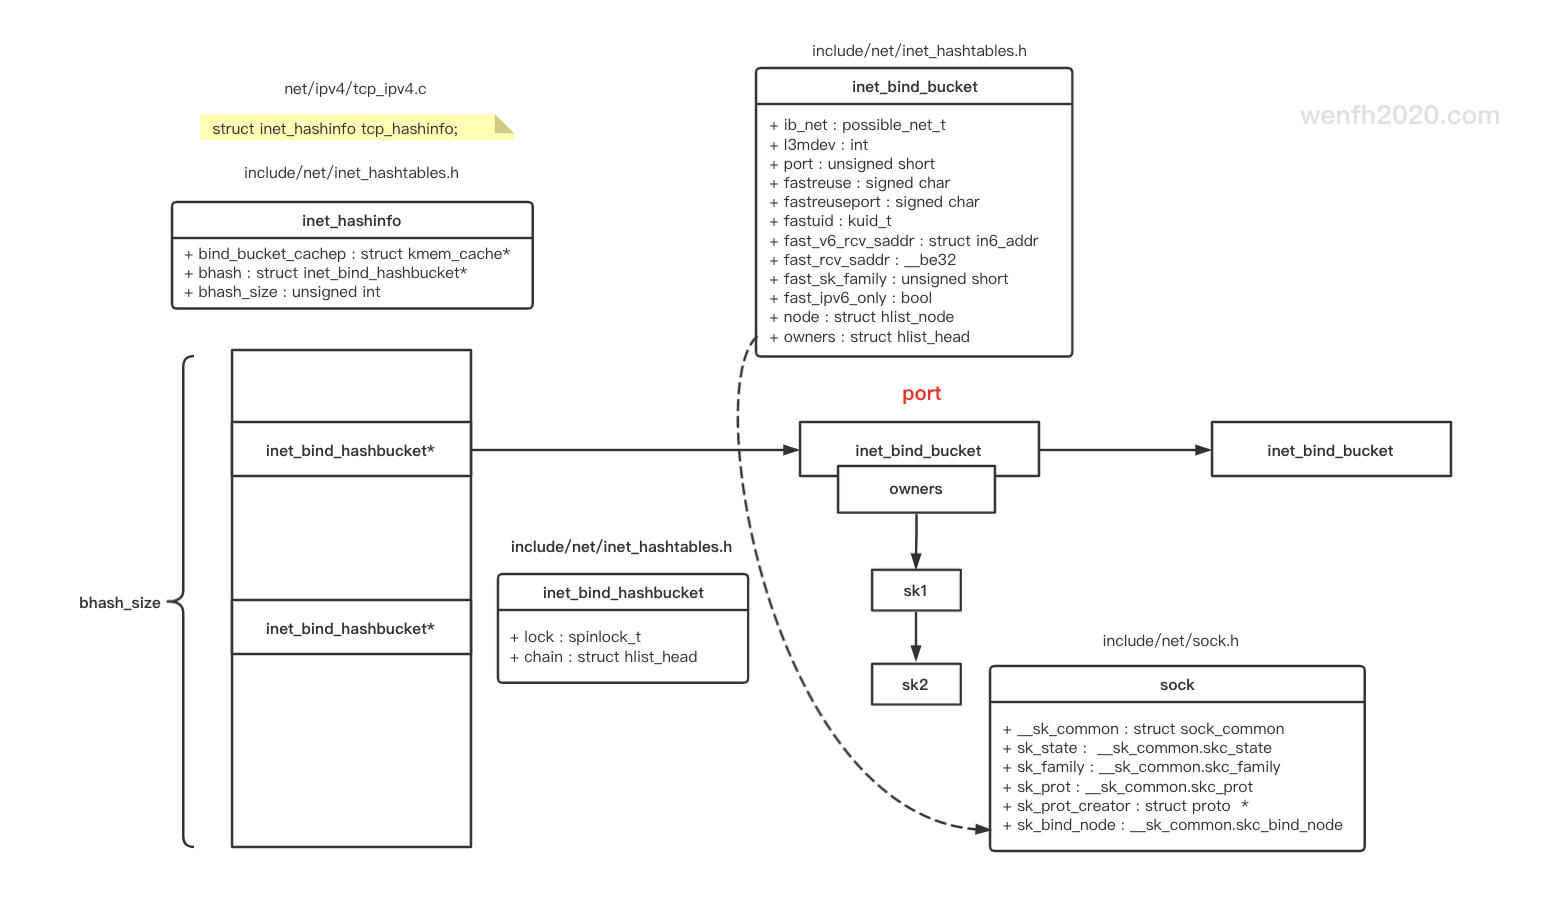 net/ipv4/tcp_ipv4.c
struct inet_hashinfo tcp_hashinfo;
include/net/inet_hashtables.h
inet_hashinfo
+ bind_bucket_cachep : struct kmem_cache*
+ bhash : struct inet_bind_hashbucket*
+ bhash_size : unsigned int
include/net/inet_hashtables.h
inet_bind_bucket
+ ib_net : possible_net_t
+ l3mdev : int
+ port : unsigned short
+ fastreuse : signed char
+ fastreuseport : signed char
+ fastuid : kuid_t
+ fast_v6_rcv_saddr : struct in6_addr
+ fast_rcv_saddr : __be32
+ fast_sk_family : unsigned short
+ fast_ipv6_only : bool
+ node : struct hlist_node
+ owners : struct hlist_head
wenfh2020.com
port
inet_bind_hashbucket*
inet_bind_bucket
inet_bind_bucket
owners
include/net/inet_hashtables.h
inet_bind_hashbucket
+ lock : spinlock_t
+ chain : struct hlist_head
sk1
bhash_size
inet_bind_hashbucket*
sk2
include/net/sock.h
sock
+ __sk_common : struct sock_common
+ sk_state :  __sk_common.skc_state
+ sk_family : __sk_common.skc_family
+ sk_prot : __sk_common.skc_prot
+ sk_prot_creator : struct proto  *
+ sk_bind_node : __sk_common.skc_bind_node